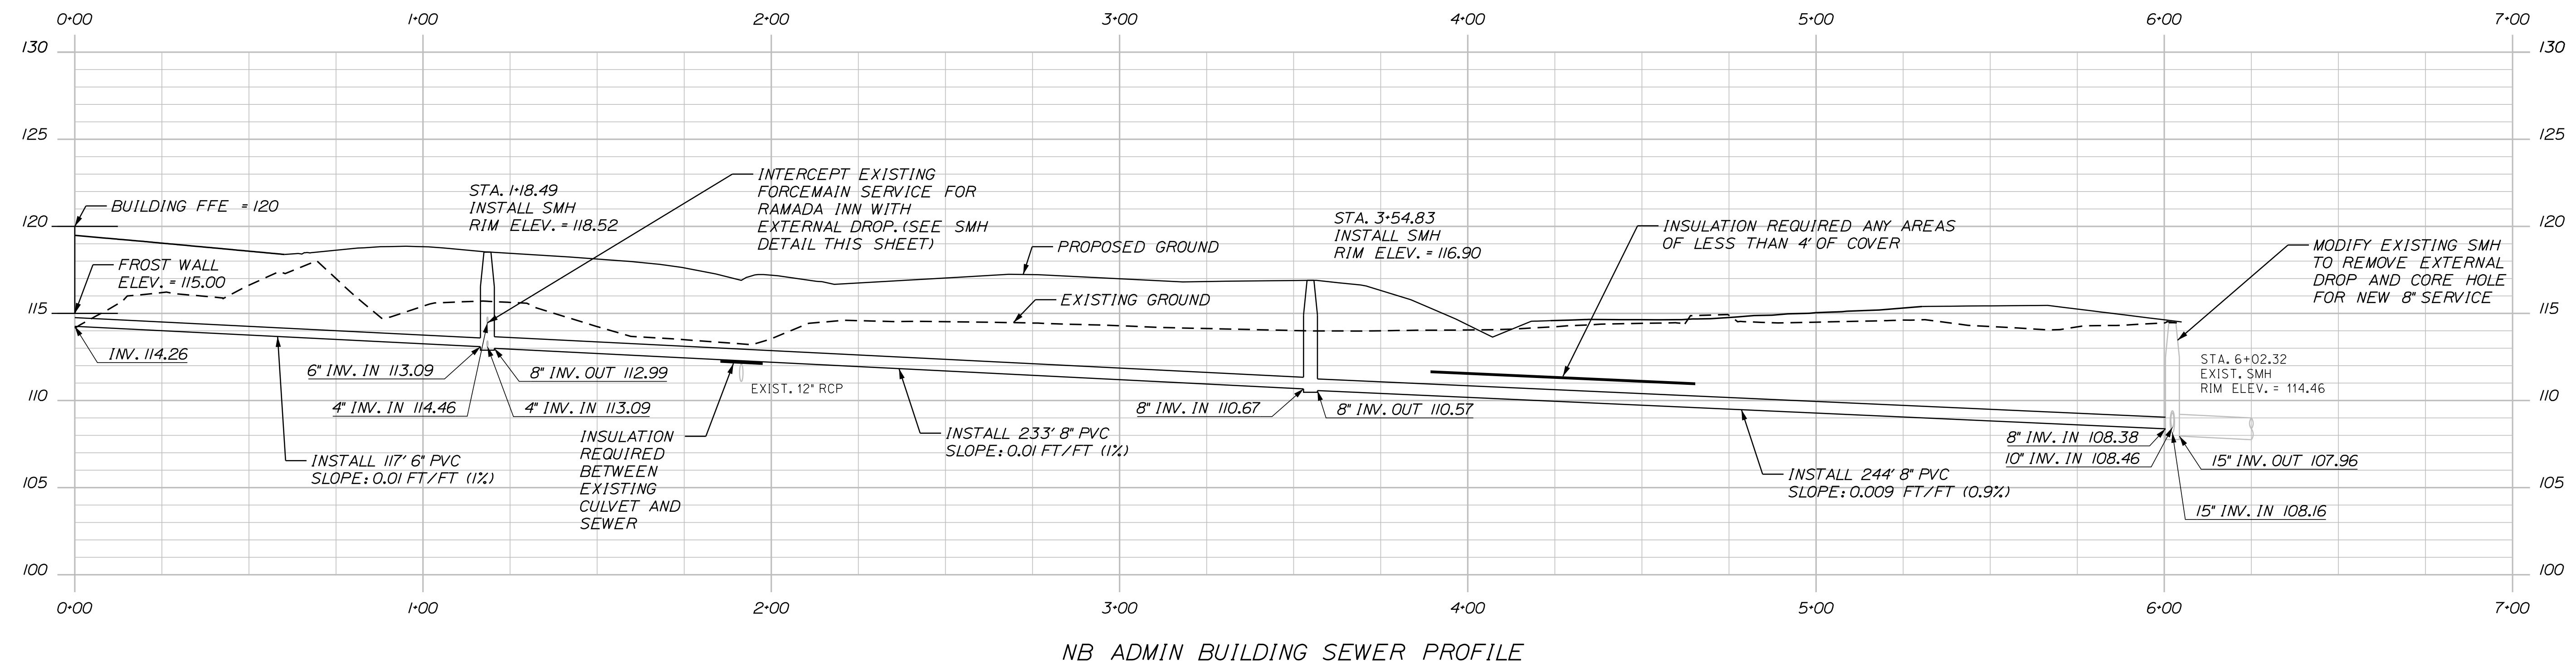 0+00 1+00 2+00 3+00 4+00 5+00 6+00 7+00
130 130
125 125
120 120
115 115
110 110
105 105
100 100
BUILDING FFE = 120
FROST WALL
ELEV. = 115.00
INV. 114.26
STA. 1+18.49
INSTALL SMH
RIM ELEV. = 118.52
INTERCEPT EXISTING
FORCEMAIN SERVICE FOR
RAMADA INN WITH
EXTERNAL DROP. (SEE SMH
DETAIL THIS SHEET)
PROPOSED GROUND
EXISTING GROUND
STA. 3+54.83
INSTALL SMH
RIM ELEV. = 116.90
INSULATION REQUIRED ANY AREAS
OF LESS THAN 4' OF COVER
MODIFY EXISTING SMH
TO REMOVE EXTERNAL
DROP AND CORE HOLE
FOR NEW 8" SERVICE
STA. 6+02.32
EXIST. SMH
RIM ELEV. = 114.46
6" INV. IN 113.09
8" INV. OUT 112.99
4" INV. IN 114.46
4" INV. IN 113.09
EXIST. 12" RCP
INSTALL 117' 6" PVC
SLOPE: 0.01 FT/FT (1%)
INSULATION
REQUIRED
BETWEEN
EXISTING
CULVET AND
SEWER
INSTALL 233' 8" PVC
SLOPE: 0.01 FT/FT (1%)
8" INV. IN 110.67
8" INV. OUT 110.57
INSTALL 244' 8" PVC
SLOPE: 0.009 FT/FT (0.9%)
8" INV. IN 108.38
10" INV. IN 108.46
15" INV. OUT 107.96
15" INV. IN 108.16
0+00 1+00 2+00 3+00 4+00 5+00 6+00 7+00
NB ADMIN BUILDING SEWER PROFILE